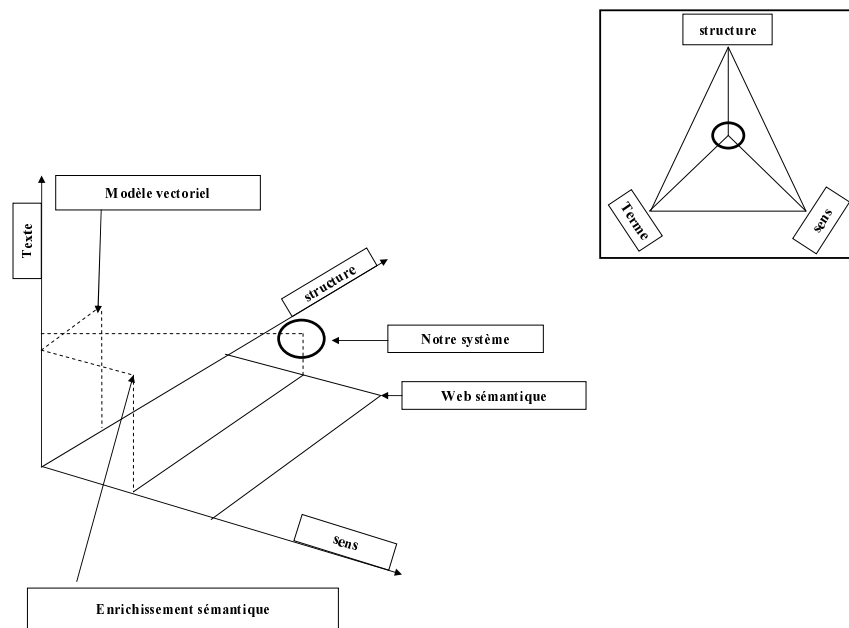 structure
Terme
sens
Modèle vectoriel
Texte
structure
Notre système
Web sémantique
sens
Enrichissement sémantique